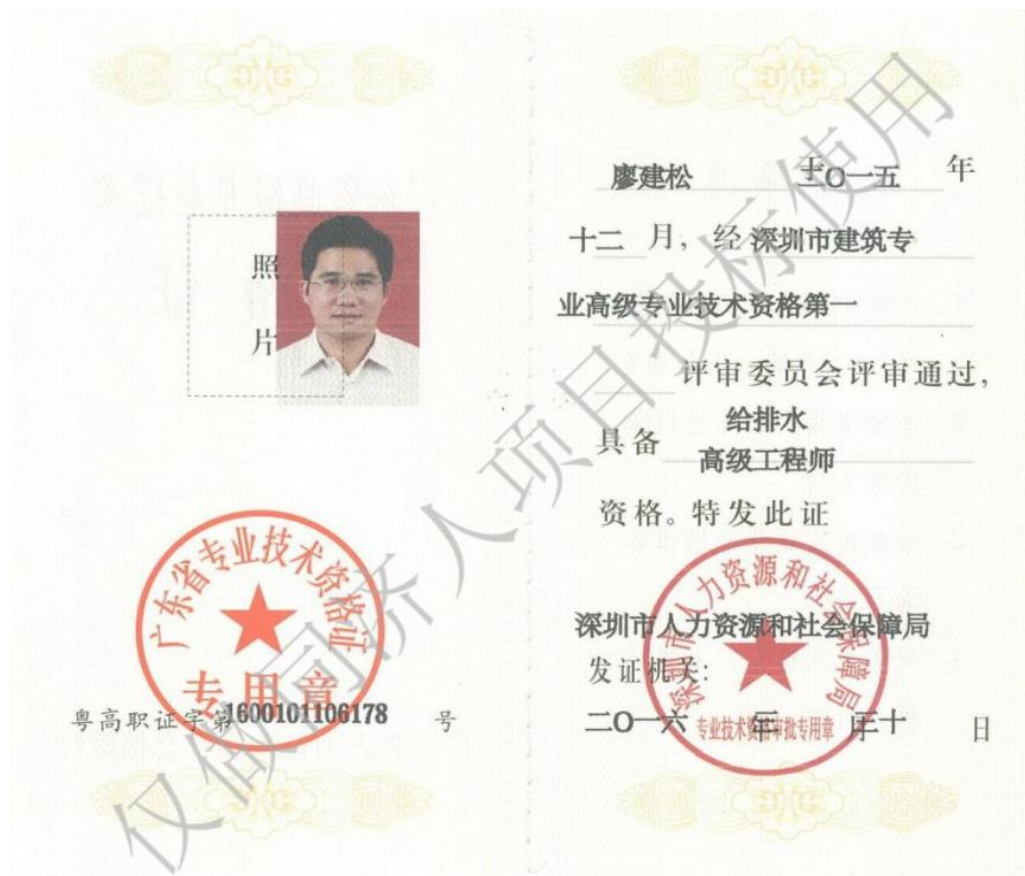 照
片
广东省专业技术资格证
专用章
粤高职证字第1600101106178 号
廖建松 二〇一五 年
十二 月，经 深圳市建筑专
业高级专业技术资格第一
评审委员会评审通过，
给排水
具备
高级工程师
资格。特发此证
深圳市人力资源和社会保障局
深圳市人力资源和社会保障局
发证机关：
二〇一六 年 月 三十 日
专业技术资格审批专用章
仅做同济人项目投标使用